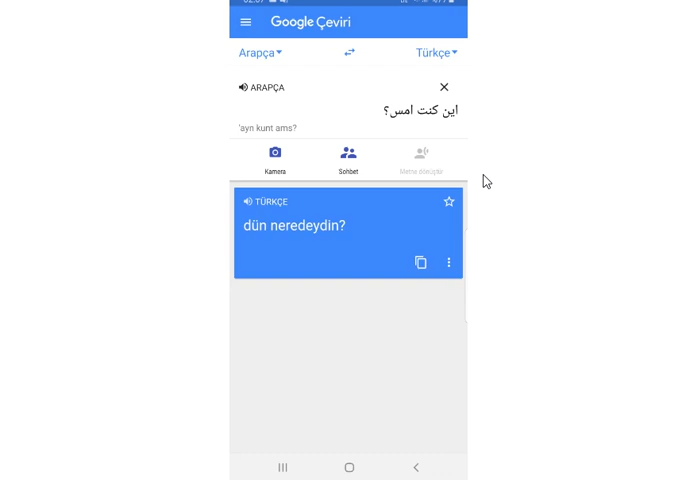 Google Çeviri
Arapça
Türkçe
ARAPÇA
اين كنت امس؟
'ayn kunt ams?
Kamera
Sohbet
Metne dönüştür
TÜRKÇE
dün neredeydin?